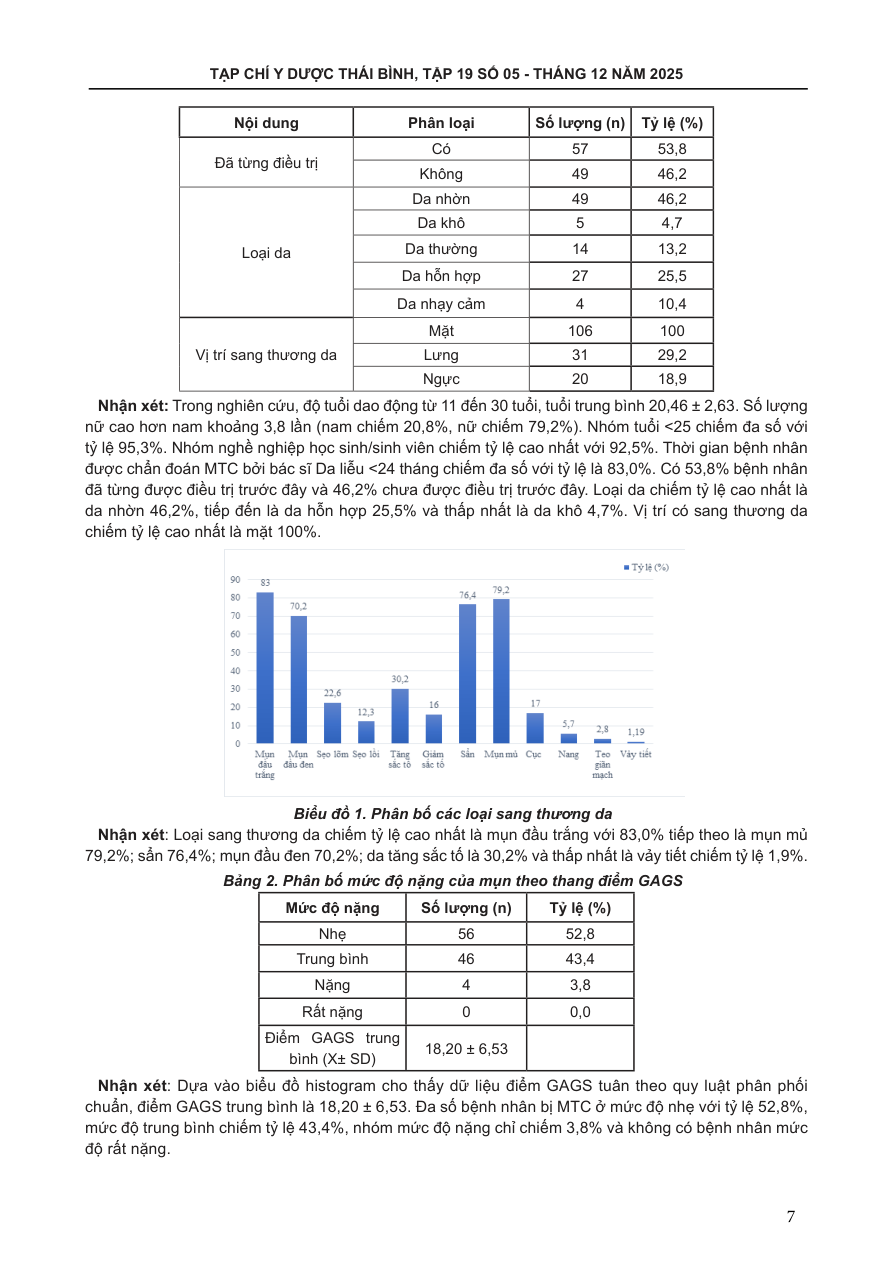 TẠP CHÍ Y DƯỢC THÁI BÌNH, TẬP 19 SỐ 05 - THÁNG 12 NĂM 2025
Nội dung Phân loại Số lượng (n) Tỷ lệ (%)
Đã từng điều trị Có 57 53,8
Không 49 46,2
Loại da Da nhờn 49 46,2
Da khô 5 4,7
Da thường 14 13,2
Da hỗn hợp 27 25,5
Da nhạy cảm 4 10,4
Vị trí sang thương da Mặt 106 100
Lưng 31 29,2
Ngực 20 18,9
Nhận xét: Trong nghiên cứu, độ tuổi dao động từ 11 đến 30 tuổi, tuổi trung bình 20,46 ± 2,63. Số lượng
nữ cao hơn nam khoảng 3,8 lần (nam chiếm 20,8%, nữ chiếm 79,2%). Nhóm tuổi <25 chiếm đa số với
tỷ lệ 95,3%. Nhóm nghề nghiệp học sinh/sinh viên chiếm tỷ lệ cao nhất với 92,5%. Thời gian bệnh nhân
được chẩn đoán MTC bởi bác sĩ Da liễu <24 tháng chiếm đa số với tỷ lệ là 83,0%. Có 53,8% bệnh nhân
đã từng được điều trị trước đây và 46,2% chưa được điều trị trước đây. Loại da chiếm tỷ lệ cao nhất là
da nhờn 46,2%, tiếp đến là da hỗn hợp 25,5% và thấp nhất là da khô 4,7%. Vị trí có sang thương da
chiếm tỷ lệ cao nhất là mặt 100%.
Tỷ lệ (%)
90
80
70
60
50
40
30
20
10
0
83
70,2
22,6
12,3
30,2
16
76,4
79,2
17
5,7
2,8
1,19
Mụn đầu trắng
Mụn đầu đen
Sẹo lõm
Sẹo lồi
Tăng sắc tố
Giảm sắc tố
Sẩn
Mụn mủ
Cục
Nang
Teo giãn mạch
Vảy tiết
Biểu đồ 1. Phân bố các loại sang thương da
Nhận xét: Loại sang thương da chiếm tỷ lệ cao nhất là mụn đầu trắng với 83,0% tiếp theo là mụn mủ
79,2%; sẩn 76,4%; mụn đầu đen 70,2%; da tăng sắc tố là 30,2% và thấp nhất là vảy tiết chiếm tỷ lệ 1,9%.
Bảng 2. Phân bố mức độ nặng của mụn theo thang điểm GAGS
Mức độ nặng Số lượng (n) Tỷ lệ (%)
Nhẹ 56 52,8
Trung bình 46 43,4
Nặng 4 3,8
Rất nặng 0 0,0
Điểm GAGS trung
bình (X± SD) 18,20 ± 6,53
Nhận xét: Dựa vào biểu đồ histogram cho thấy dữ liệu điểm GAGS tuân theo quy luật phân phối
chuẩn, điểm GAGS trung bình là 18,20 ± 6,53. Đa số bệnh nhân bị MTC ở mức độ nhẹ với tỷ lệ 52,8%,
mức độ trung bình chiếm tỷ lệ 43,4%, nhóm mức độ nặng chỉ chiếm 3,8% và không có bệnh nhân mức
độ rất nặng.
7